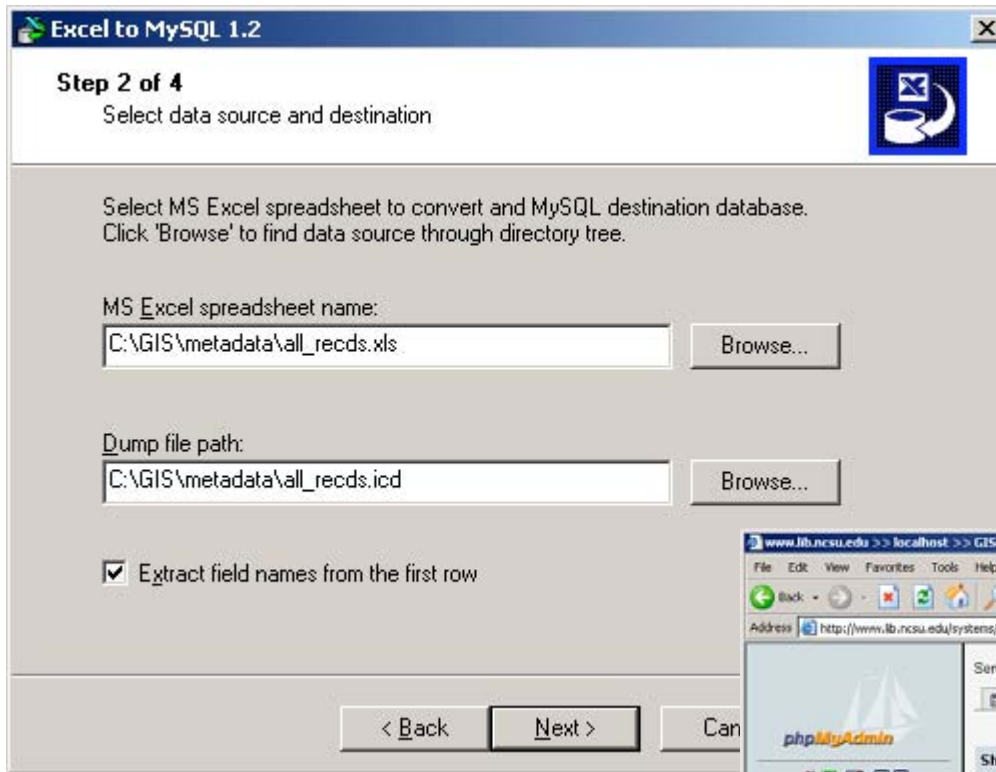 Excel to MySQL 1.2
Step 2 of 4
Select data source and destination
Select MS Excel spreadsheet to convert and MySQL destination database.
Click 'Browse' to find data source through directory tree.
MS Excel spreadsheet name:
C:\GIS\metadata\all_recds.xls
Browse...
Dump file path:
C:\GIS\metadata\all_recds.icd
Browse...
Extract field names from the first row
< Back
Next >
Can
www.lib.ncsu.edu >> localhost >> GIS
File Edit View Favorites Tools Help
Back
Address http://www.lib.ncsu.edu/systems/
Ser
phpMyAdmin